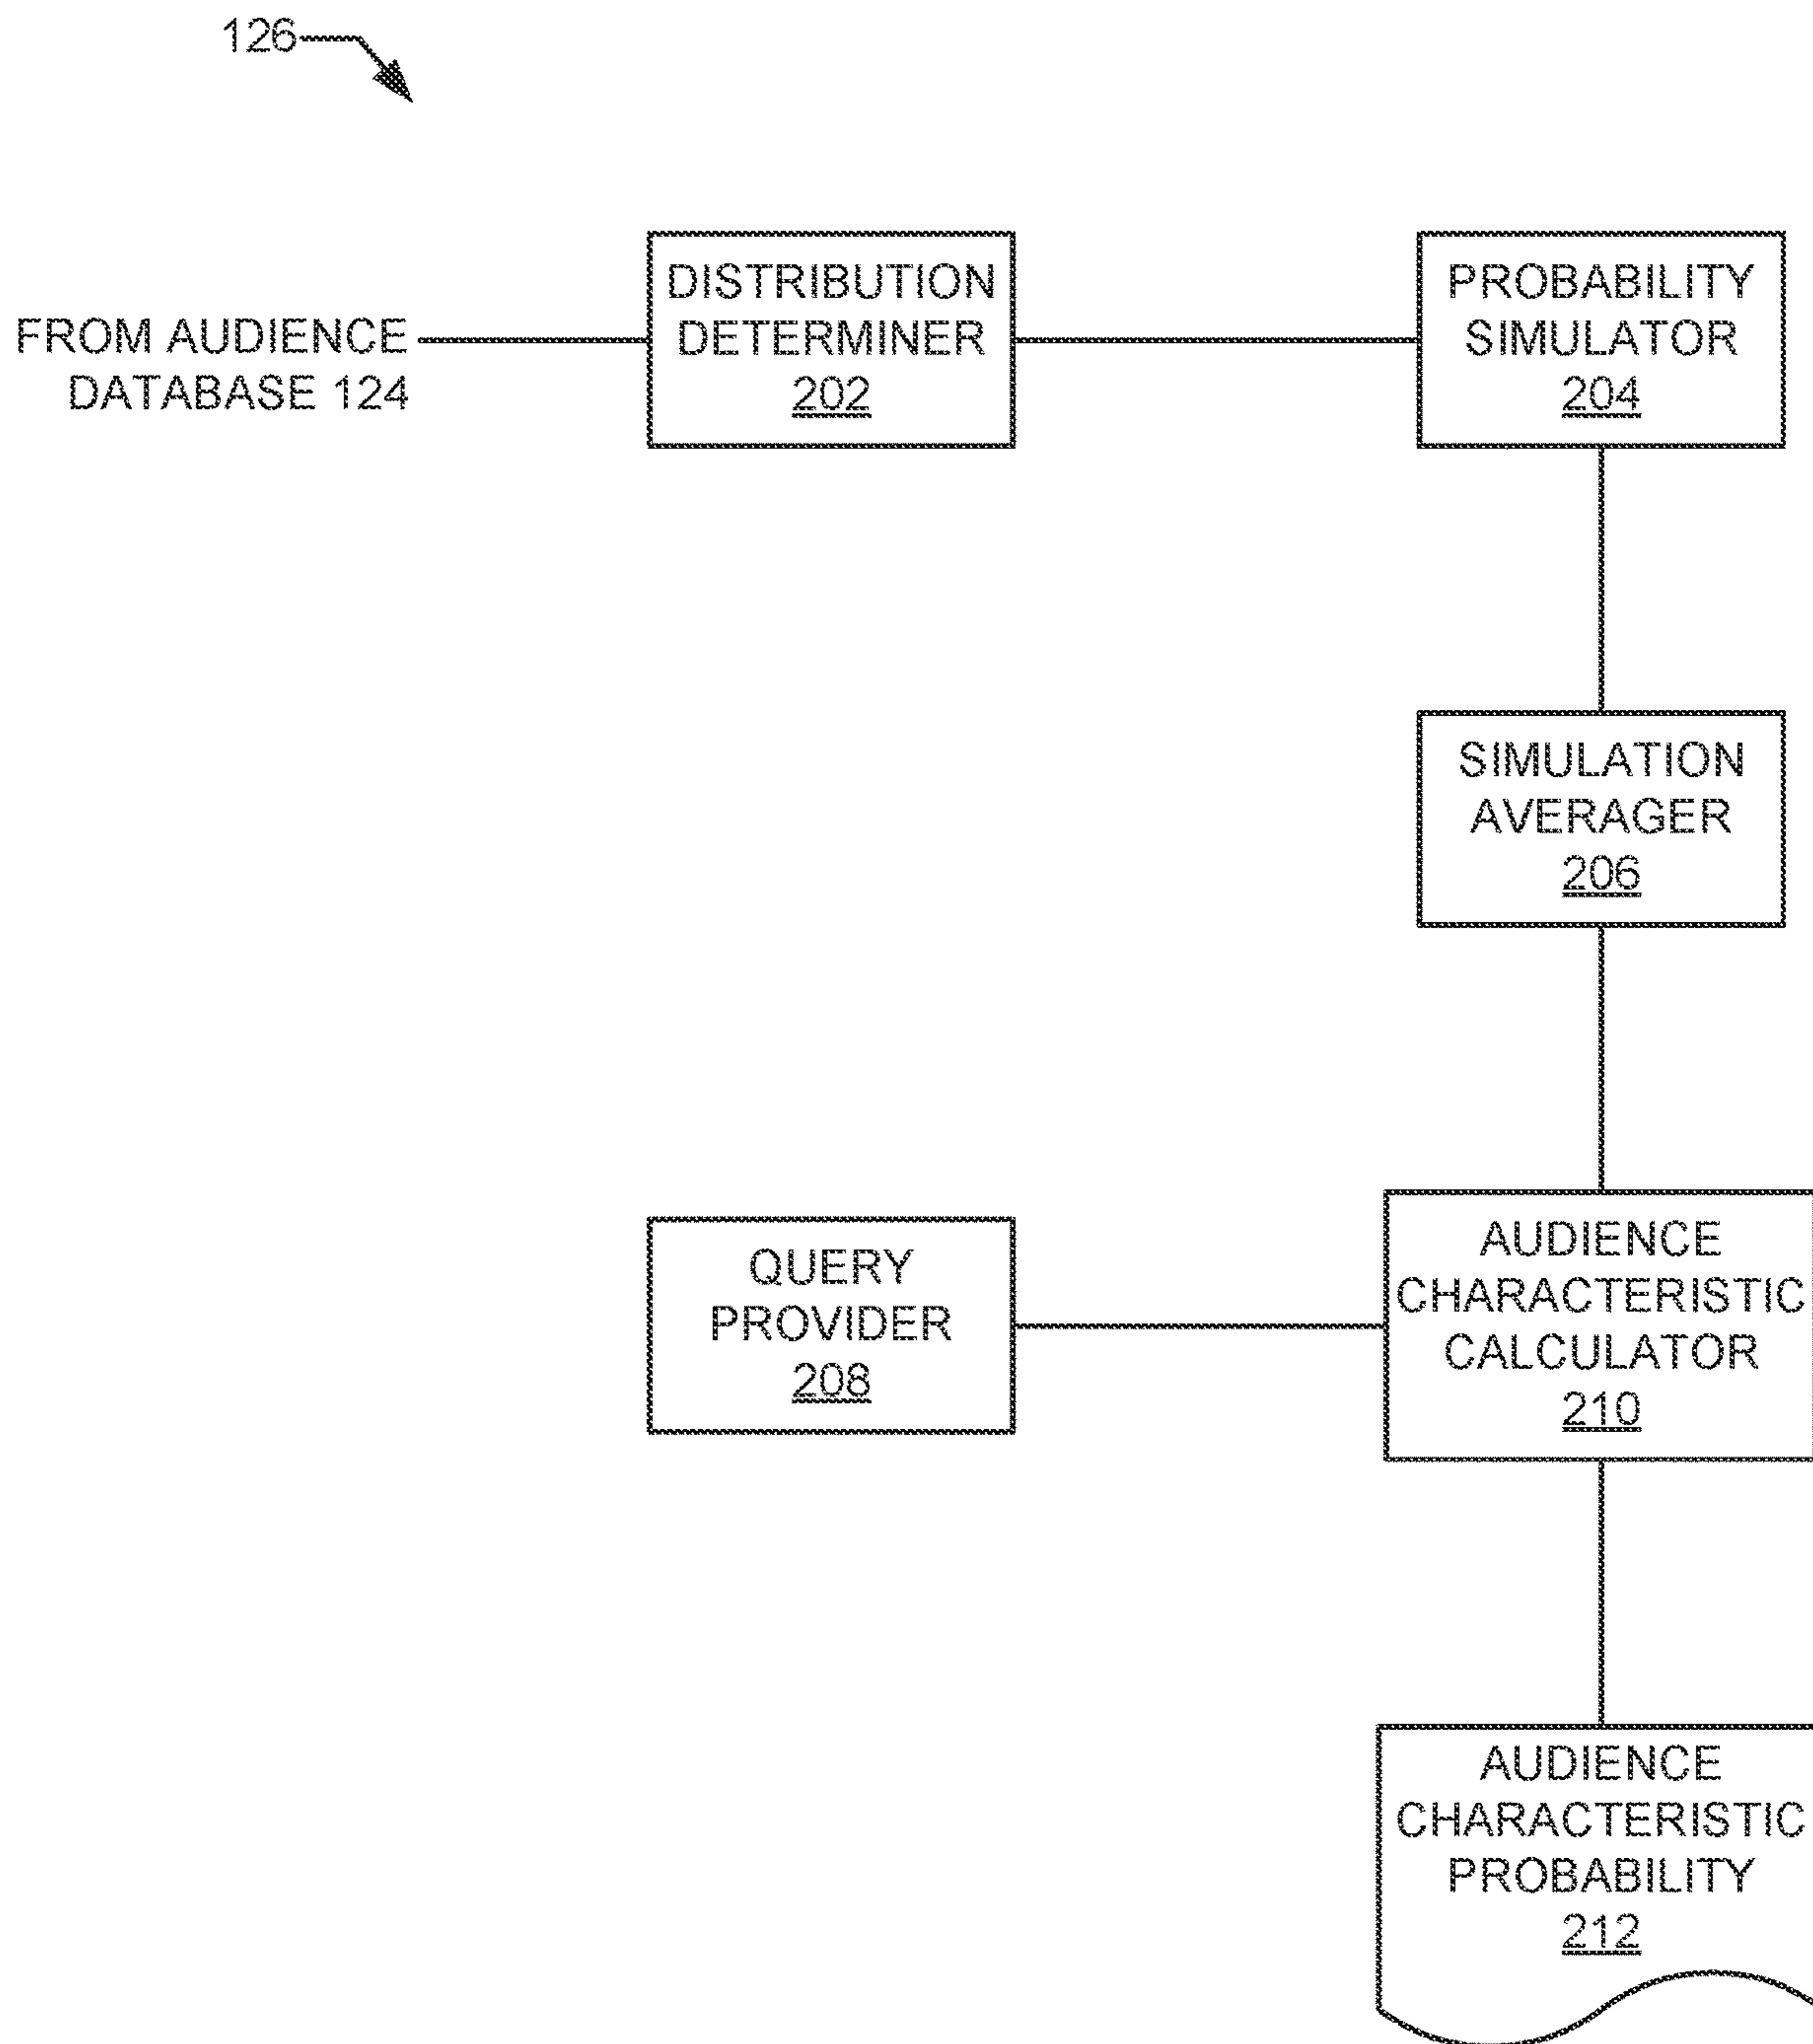 126
DISTRIBUTION
DETERMINER
202
PROBABILITY
SIMULATOR
204
FROM AUDIENCE
DATABASE 124
SIMULATION
AVERAGER
206
QUERY
PROVIDER
208
AUDIENCE
CHARACTERISTIC
CALCULATOR
210
AUDIENCE
CHARACTERISTIC
PROBABILITY
212